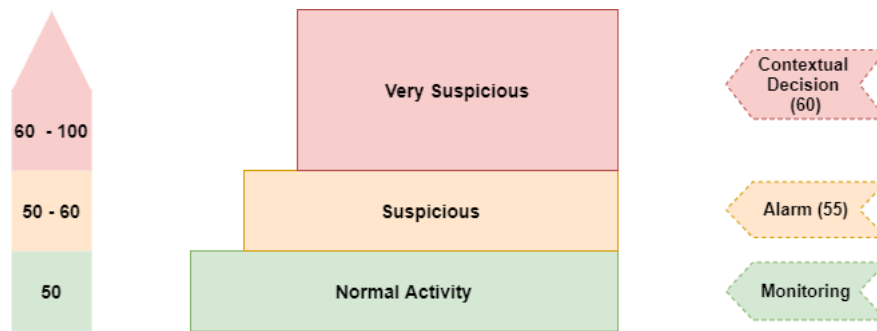 Very Suspicious
Contextual
Decision
(60)
60 - 100
50 - 60
Suspicious
Alarm (55)
50
Normal Activity
Monitoring